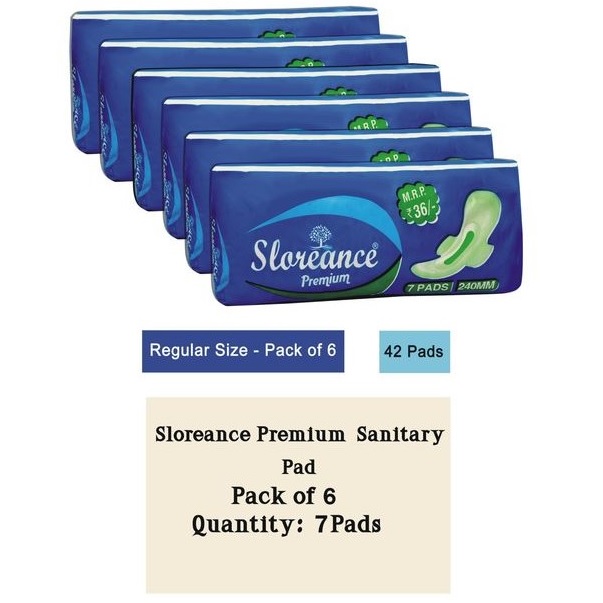 M.R.P.
M.R.P.
M.R.P.
₹36/-
Sloreance®
Premium
7 PADS
240MM
Regular Size - Pack of 6
42 Pads
Sloreance Premium Sanitary
Pad
Pack of 6
Quantity: 7Pads